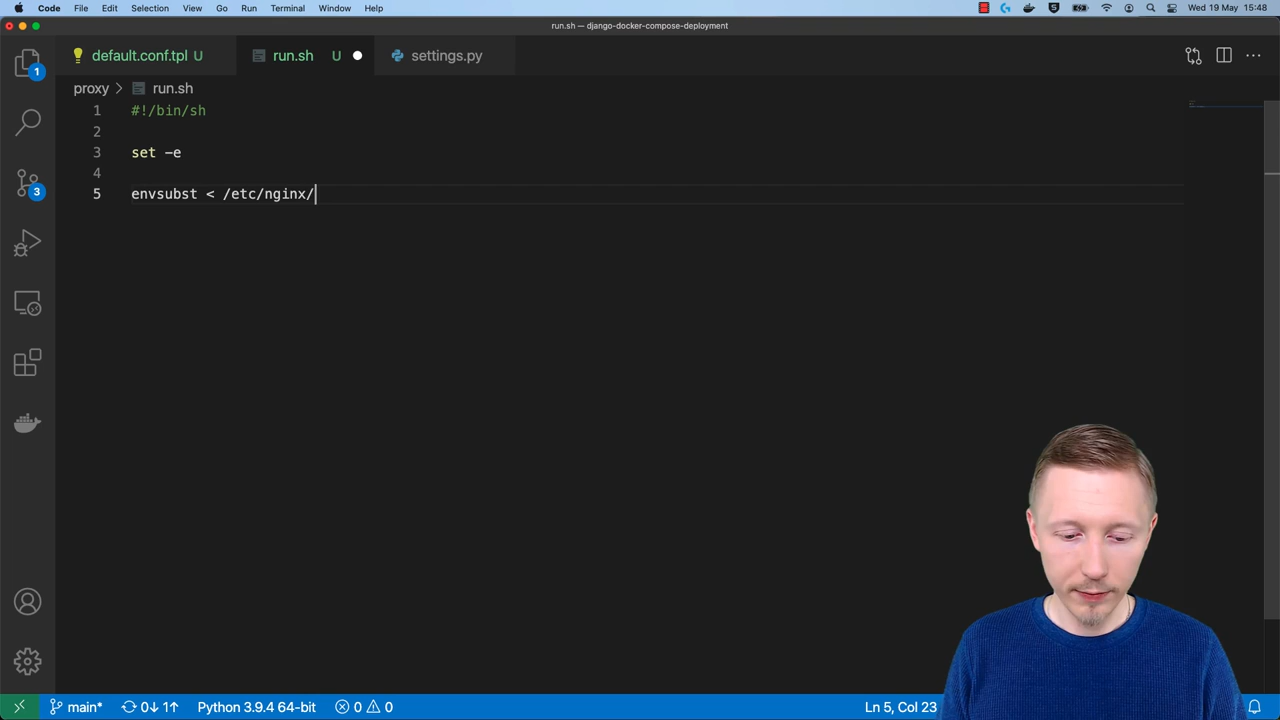 Code File Edit Selection View Go Run Terminal Window Help Wed 19 May 15:48
run.sh — django-docker-compose-deployment
default.conf.tpl U run.sh U settings.py
proxy > run.sh
1 #!/bin/sh
2
3 set -e
4
5 envsubst < /etc/nginx/
1
3
main* 0↓ 1↑ Python 3.9.4 64-bit 0 0 Ln 5, Col 23